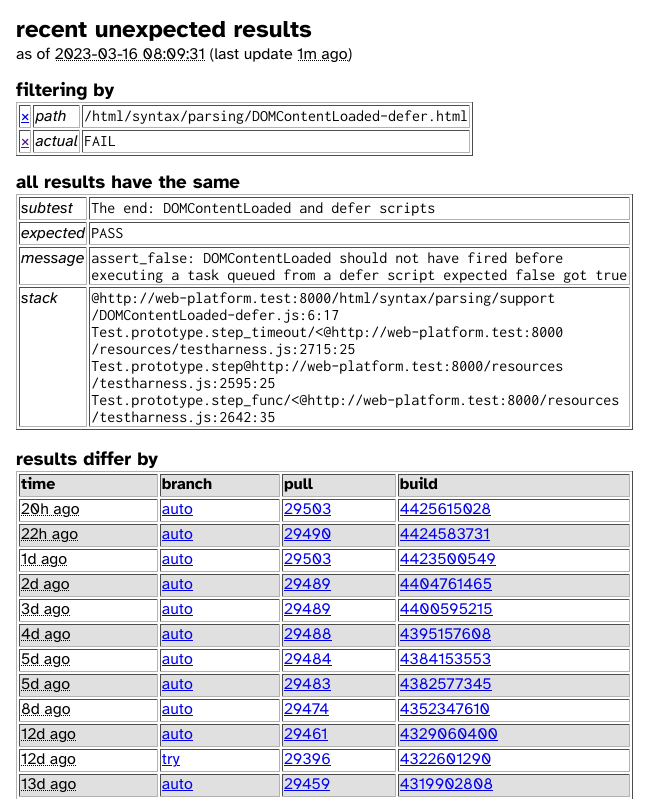 recent unexpected results
as of 2023-03-16 08:09:31 (last update 1m ago)
filtering by
× path /html/syntax/parsing/DOMContentLoaded-defer.html
× actual FAIL
all results have the same
subtest The end: DOMContentLoaded and defer scripts
expected PASS
message assert_false: DOMContentLoaded should not have fired before
executing a task queued from a defer script expected false got true
stack @http://web-platform.test:8000/html/syntax/parsing/support
/DOMContentLoaded-defer.js:6:17
Test.prototype.step_timeout/<@http://web-platform.test:8000
/resources/testharness.js:2715:25
Test.prototype.step@http://web-platform.test:8000/resources
/testharness.js:2595:25
Test.prototype.step_func/<@http://web-platform.test:8000/resources
/testharness.js:2642:35
results differ by
time branch pull build
20h ago auto 29503 4425615028
22h ago auto 29490 4424583731
1d ago auto 29503 4423500549
2d ago auto 29489 4404761465
3d ago auto 29489 4400595215
4d ago auto 29488 4395157608
5d ago auto 29484 4384153553
5d ago auto 29483 4382577345
8d ago auto 29474 4352347610
12d ago auto 29461 4329060400
12d ago try 29396 4322601290
13d ago auto 29459 4319902808